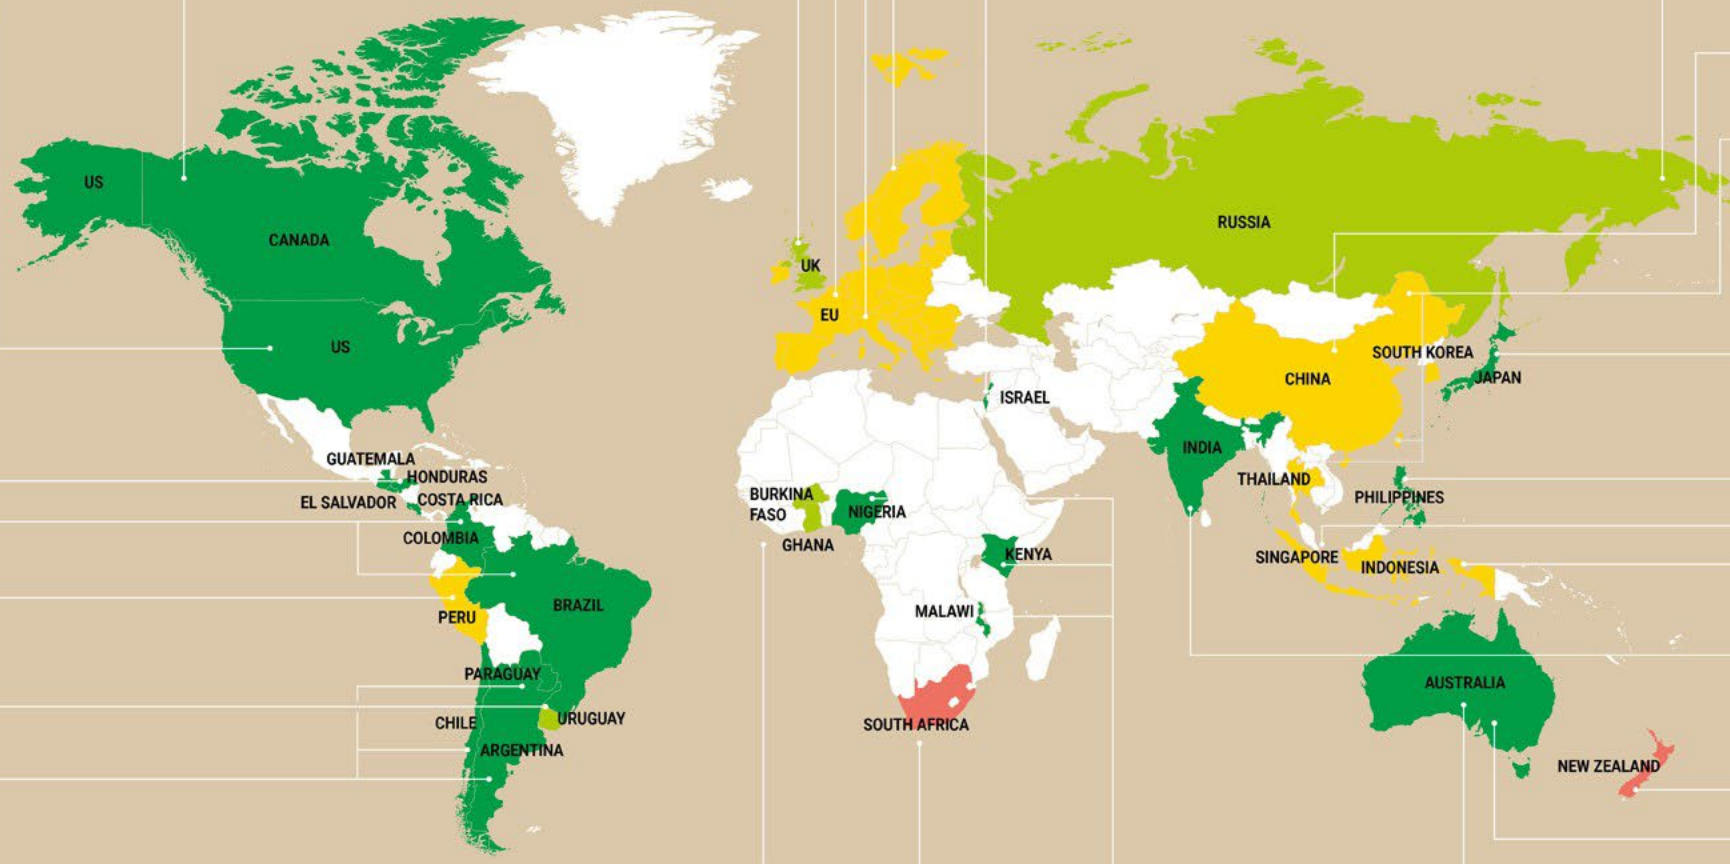 US
CANADA
RUSSIA
UK
EU
US
SOUTH KOREA
CHINA
JAPAN
ISRAEL
INDIA
GUATEMALA
HONDURAS
THAILAND
EL SALVADOR
COSTA RICA
BURKINA
FASO
NIGERIA
PHILIPPINES
COLOMBIA
GHANA
KENYA
SINGAPORE
INDONESIA
BRAZIL
MALAWI
PERU
PARAGUAY
AUSTRALIA
CHILE
URUGUAY
SOUTH AFRICA
ARGENTINA
NEW ZEALAND